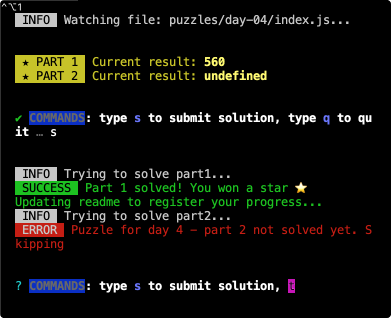 ^⌥1
INFO Watching file: puzzles/day-04/index.js...
★ PART 1 Current result: 560
★ PART 2 Current result: undefined
✔ COMMANDS: type s to submit solution, type q to qu
it … s
INFO Trying to solve part1...
SUCCESS Part 1 solved! You won a star ⭐
Updating readme to register your progress...
INFO Trying to solve part2...
ERROR Puzzle for day 4 - part 2 not solved yet. S
kipping
? COMMANDS: type s to submit solution, t